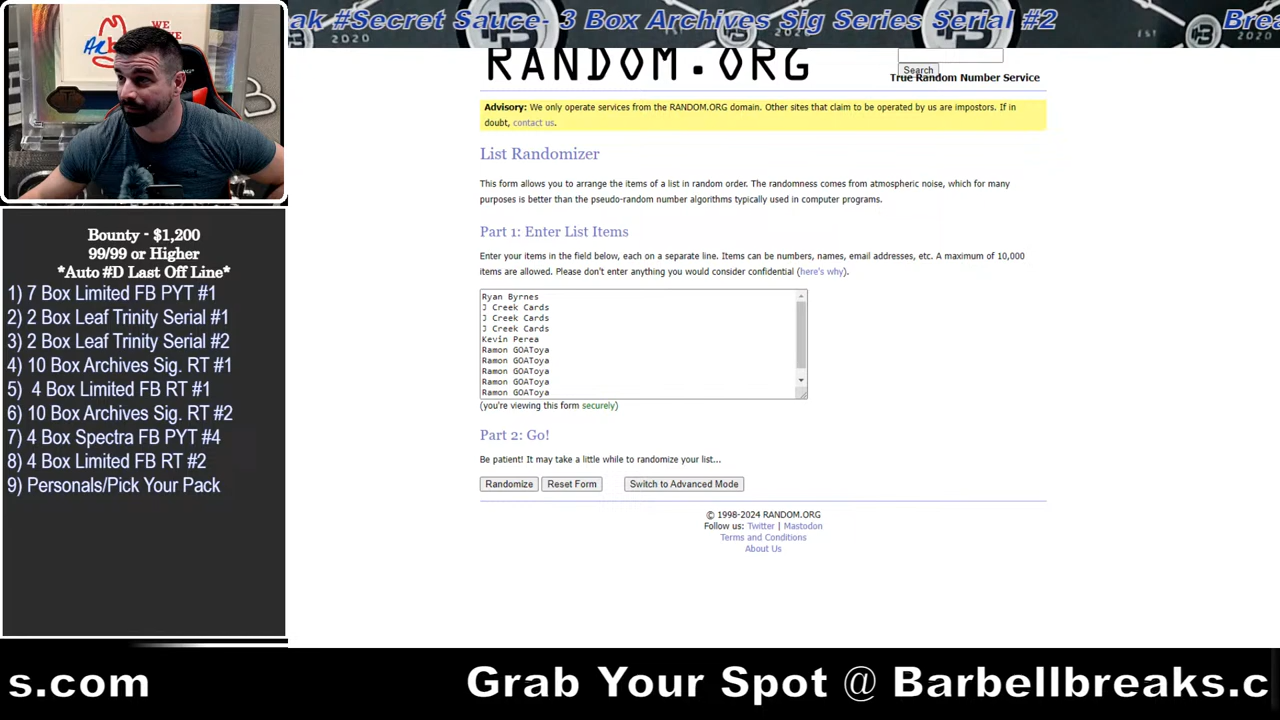 ak #Secret Sauce- 3 Box Archives Sig Series Serial #2
Brea
EST
2020
WE
Bounty - $1,200
99/99 or Higher
*Auto #D Last Off Line*
1) 7 Box Limited FB PYT #1
2) 2 Box Leaf Trinity Serial #1
3) 2 Box Leaf Trinity Serial #2
4) 10 Box Archives Sig. RT #1
5) 4 Box Limited FB RT #1
6) 10 Box Archives Sig. RT #2
7) 4 Box Spectra FB PYT #4
8) 4 Box Limited FB RT #2
9) Personals/Pick Your Pack
RANDOM.ORG
Search
True Random Number Service
Advisory: We only operate services from the RANDOM.ORG domain. Other sites that claim to be operated by us are impostors. If in
doubt, contact us.
List Randomizer
This form allows you to arrange the items of a list in random order. The randomness comes from atmospheric noise, which for many
purposes is better than the pseudo-random number algorithms typically used in computer programs.
Part 1: Enter List Items
Enter your items in the field below, each on a separate line. Items can be numbers, names, email addresses, etc. A maximum of 10,000
items are allowed. Please don't enter anything you would consider confidential (here's why).
Ryan Byrnes
J Creek Cards
J Creek Cards
J Creek Cards
Kevin Perea
Ramon GOAToya
Ramon GOAToya
Ramon GOAToya
Ramon GOAToya
Ramon GOAToya
(you're viewing this form securely)
Part 2: Go!
Be patient! It may take a little while to randomize your list...
Randomize
Reset Form
Switch to Advanced Mode
© 1998-2024 RANDOM.ORG
Follow us: Twitter | Mastodon
Terms and Conditions
About Us
s.com
Grab Your Spot @ Barbellbreaks.c